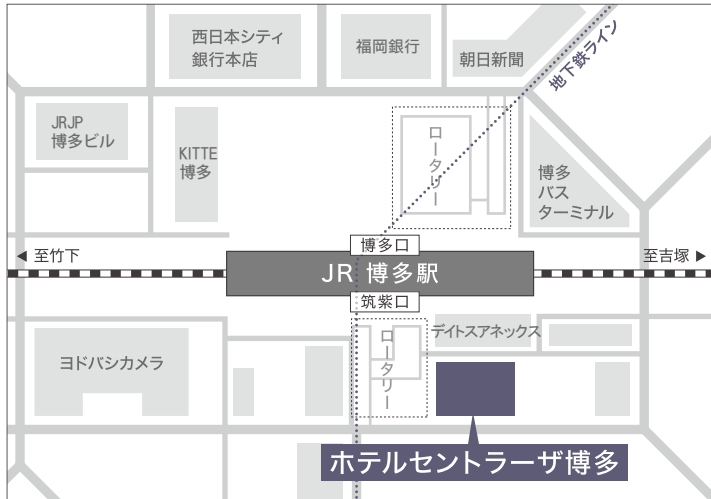 西日本シティ
銀行本店
福岡銀行
朝日新聞
地下鉄ライン
JRJP
博多ビル
KITTE
博多
ロータリー
博多
バス
ターミナル
博多口
◀ 至竹下
至吉塚 ▶
JR 博多駅
筑紫口
ヨドバシカメラ
ロータリー
デイトスアネックス
ホテルセントラーザ博多